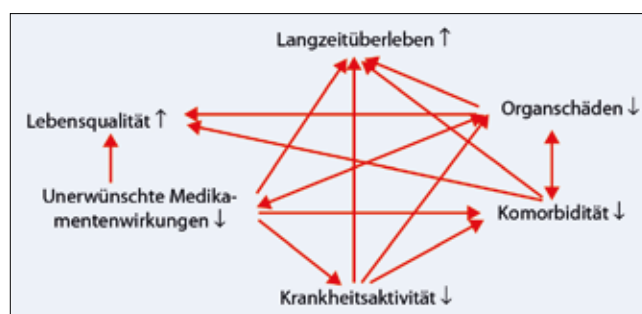 Langzeitüberleben ↑
Organschäden ↓
Lebensqualität ↑
Unerwünschte Medika-
mentenwirkungen ↓
Komorbidität ↓
Krankheitsaktivität ↓